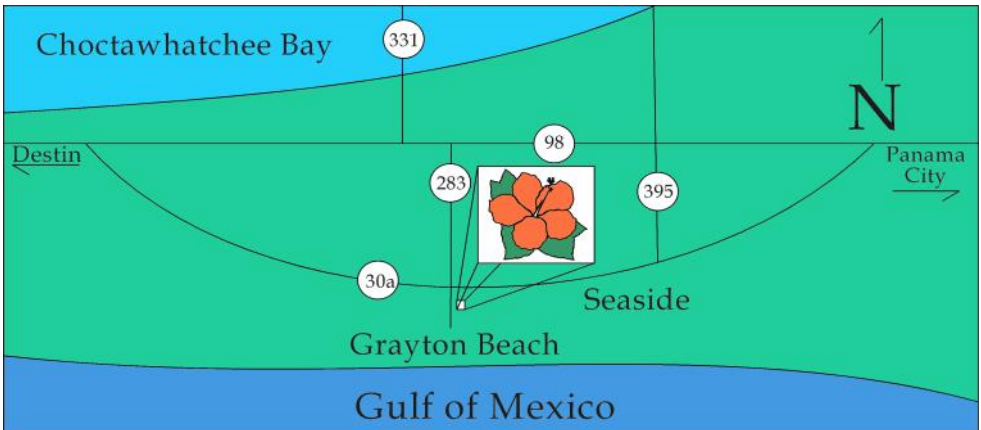 Choctawhatchee Bay
331
N
98
Destin
Panama
City
283
395
30a
Seaside
Grayton Beach
Gulf of Mexico